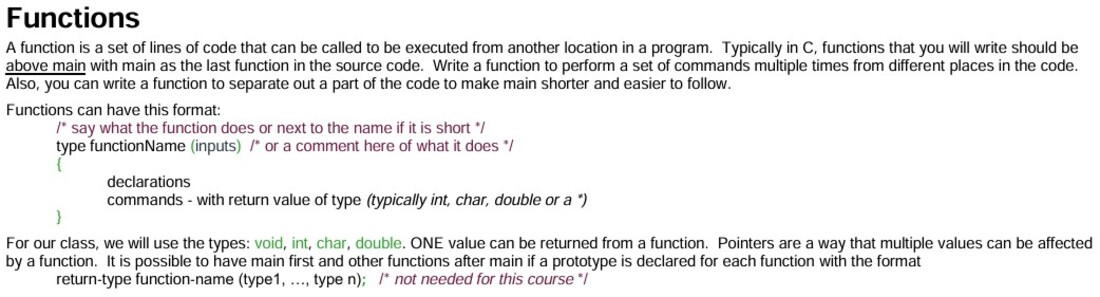 Functions
A function is a set of lines of code that can be called to be executed from another location in a program.  Typically in C, functions that you will write should be
above main with main as the last function in the source code.  Write a function to perform a set of commands multiple times from different places in the code.
Also, you can write a function to separate out a part of the code to make main shorter and easier to follow.
Functions can have this format:
/* say what the function does or next to the name if it is short */
type functionName (inputs)  /* or a comment here of what it does */
{
declarations
commands - with return value of type (typically int, char, double or a *)
}
For our class, we will use the types: void, int, char, double. ONE value can be returned from a function.  Pointers are a way that multiple values can be affected
by a function.  It is possible to have main first and other functions after main if a prototype is declared for each function with the format
return-type function-name (type1, …, type n);   /* not needed for this course */